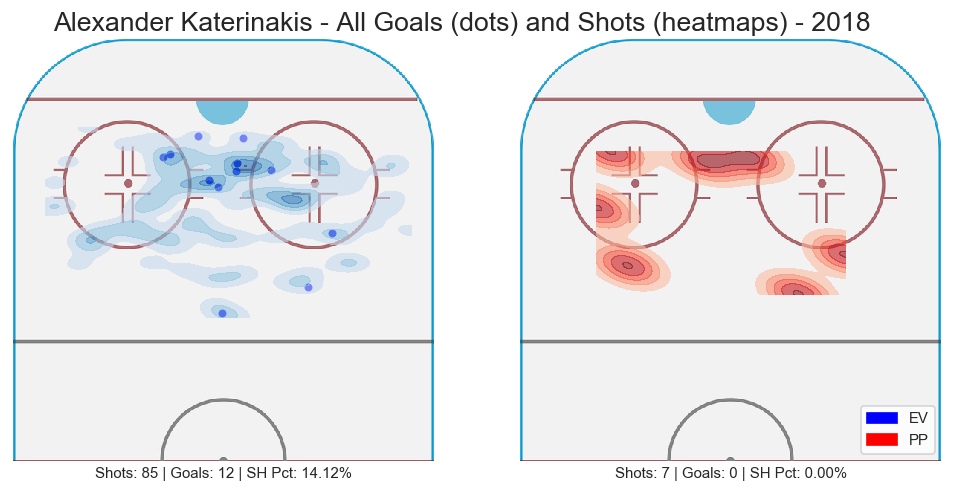 Alexander Katerinakis - All Goals (dots) and Shots (heatmaps) - 2018
EV
PP
Shots: 85 | Goals: 12 | SH Pct: 14.12%
Shots: 7 | Goals: 0 | SH Pct: 0.00%